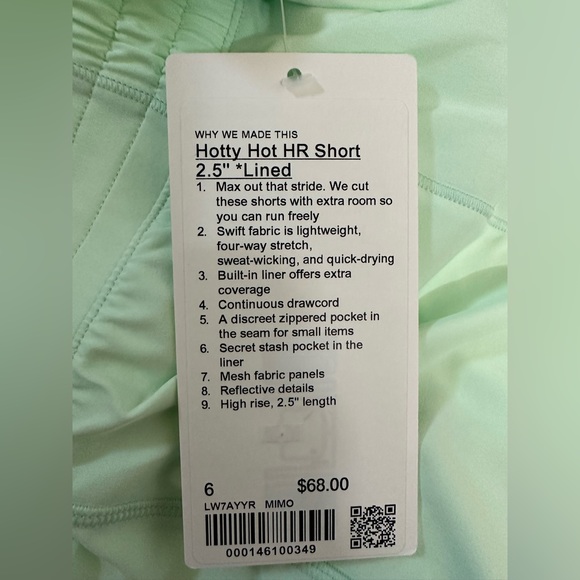 WHY WE MADE THIS
Hotty Hot HR Short
2.5" *Lined
1. Max out that stride. We cut
these shorts with extra room so
you can run freely
2. Swift fabric is lightweight,
four-way stretch,
sweat-wicking, and quick-drying
3. Built-in liner offers extra
coverage
4. Continuous drawcord
5. A discreet zippered pocket in
the seam for small items
6. Secret stash pocket in the
liner
7. Mesh fabric panels
8. Reflective details
9. High rise, 2.5" length
6 $68.00
LW7AYYR MIMO
000146100349